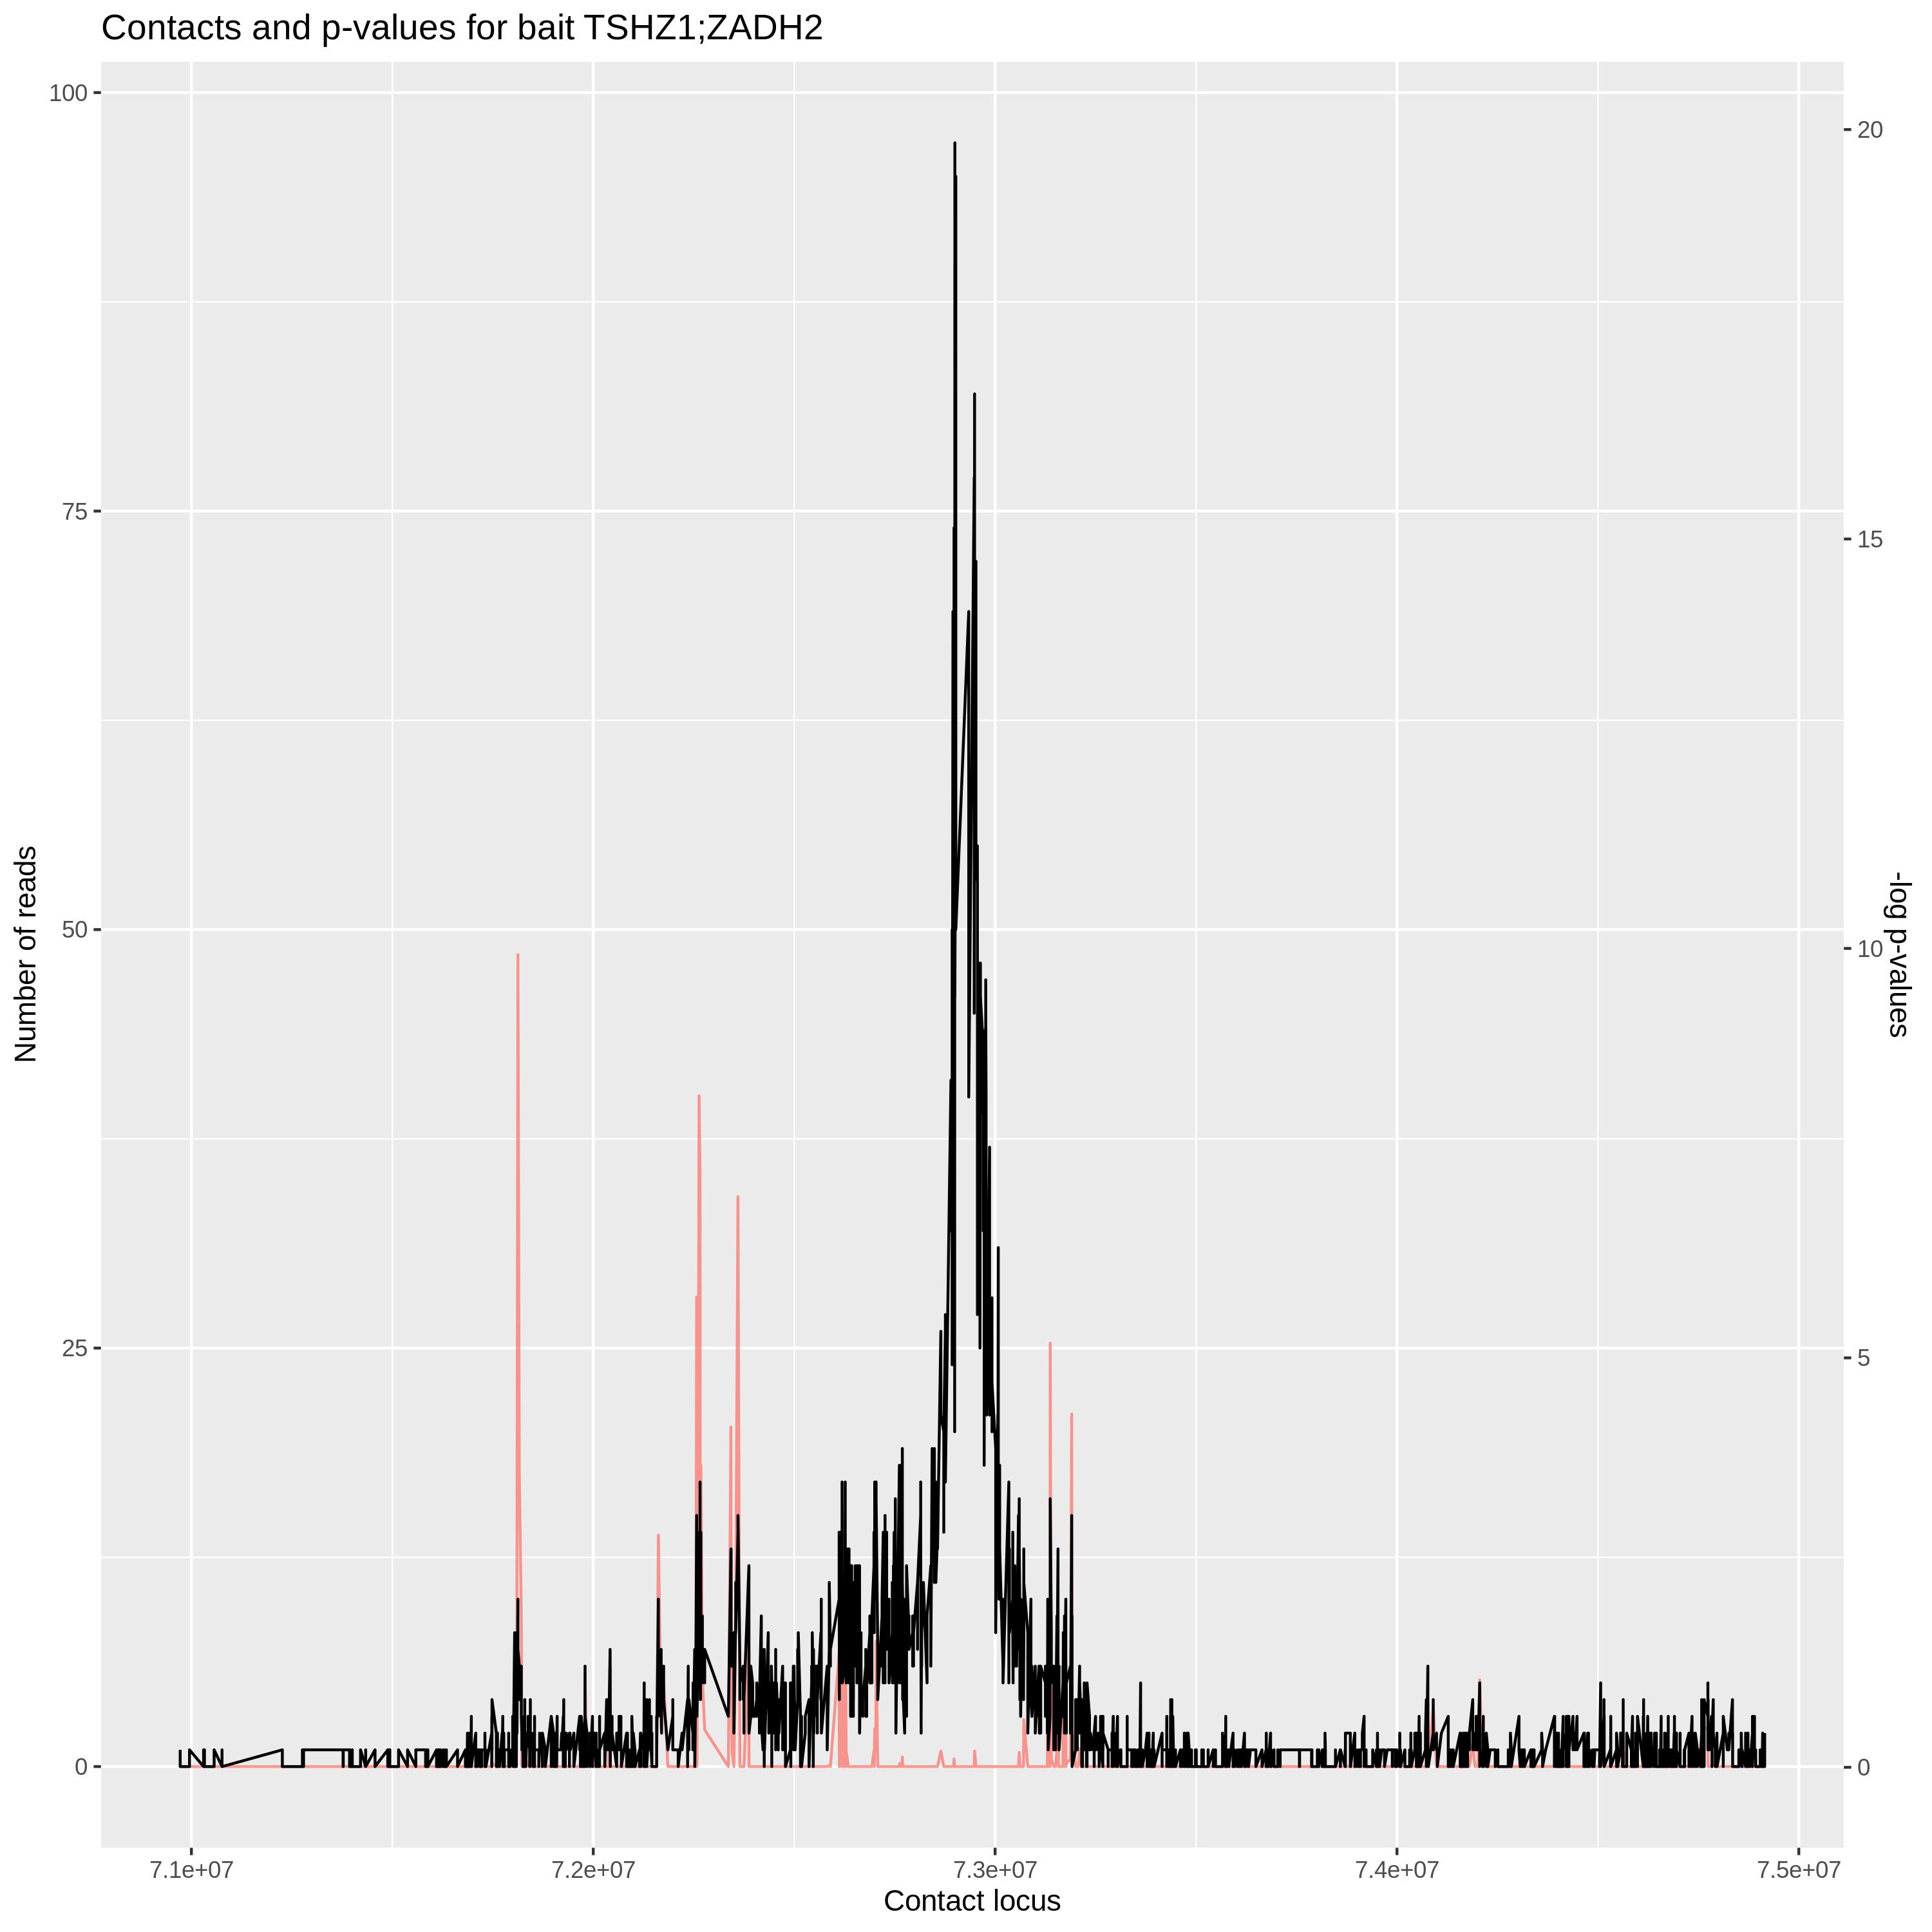 Contacts and p-values for bait TSHZ1;ZADH2
100
75
50
25
0
Number of reads
20
15
10
5
0
-log p-values
7.1e+07
7.2e+07
7.3e+07
7.4e+07
7.5e+07
Contact locus